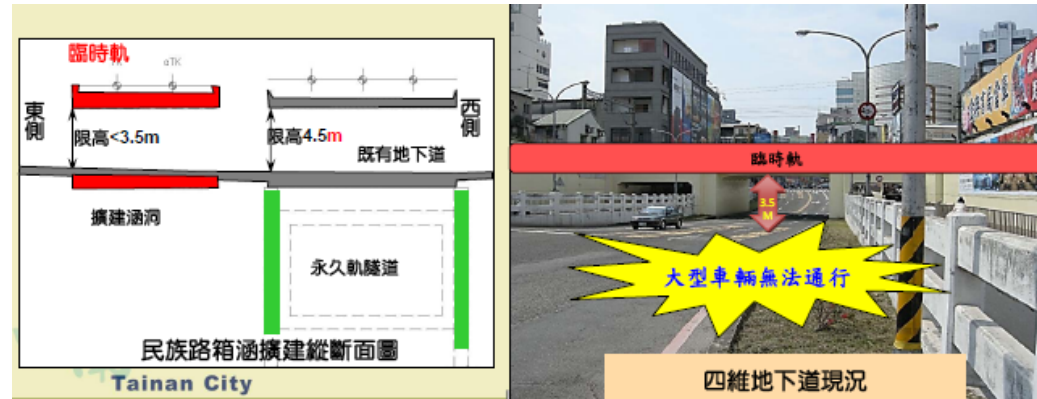 臨時軌
αTK
東側
西側
限高<3.5m
限高4.5m
既有地下道
擴建涵洞
永久軌隧道
民族路箱涵擴建縱斷面圖
Tainan City
臨時軌
3.5
M
大型車輛無法通行
四維地下道現況